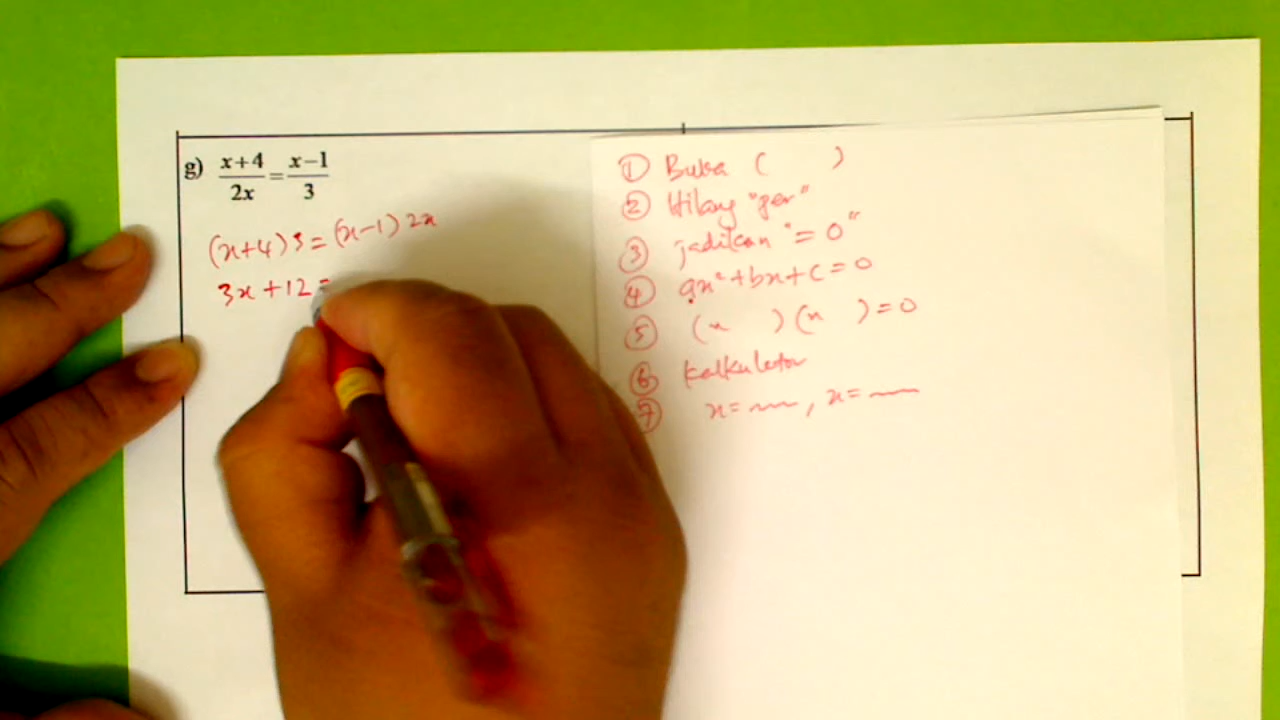 g) x+4/2x = x−1/3
(x+4)3 = (x−1)2x
3x + 12 =
① Buka ( )
② Hilang "per"
③ jadikan "= 0"
④ ax² + bx + c = 0
⑤ (x )(x ) = 0
⑥ kalkulator
⑦ x = ~~~, x = ~~~